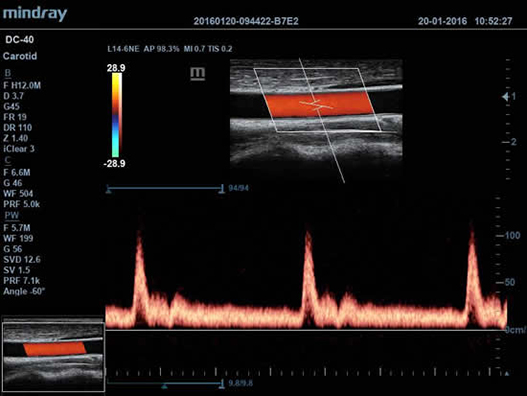 mindray
20160120-094422-B7E2
20-01-2016 10:52:27
DC-40
Carotid
L14-6NE AP 98.3% MI 0.7 TIS 0.2
B
F H12.0M
D 3.7
G45
FR 19
DR 110
Z 1.40
iClear 3
C
F 6.6M
G 46
WF 504
PRF 5.0k
PW
F 5.7M
WF 199
G 56
SVD 12.6
SV 1.5
PRF 7.1k
Angle -60°
28.9
-28.9
m
1
2
94/94
100
50
0cm/
9.8/9.8